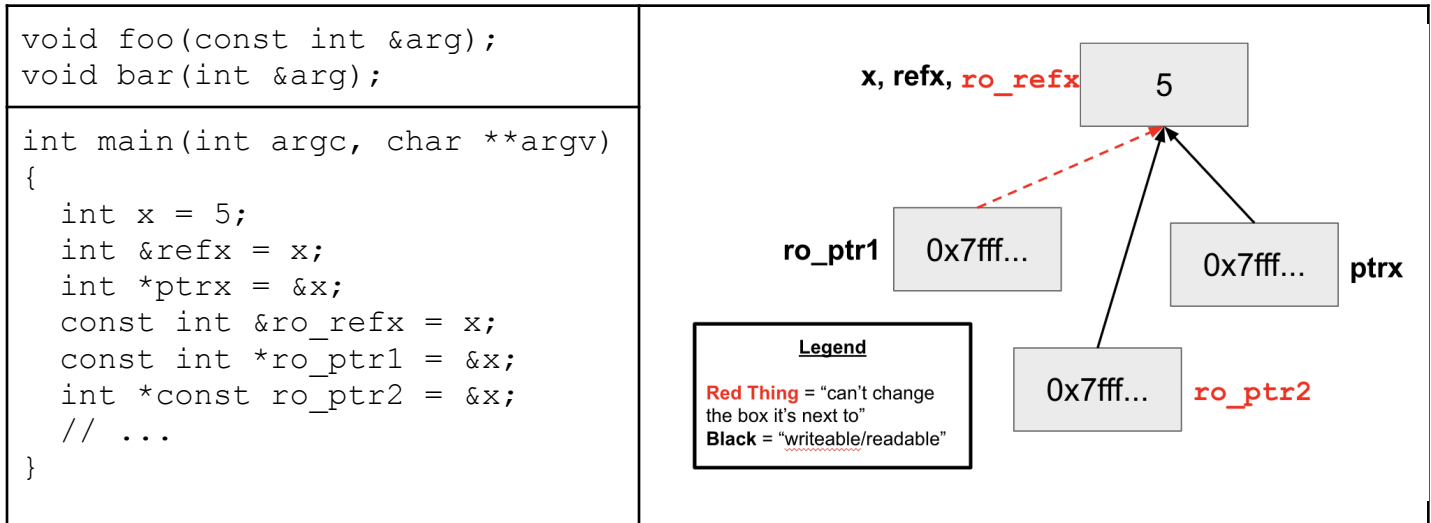 void foo(const int &arg);
void bar(int &arg);
int main(int argc, char **argv)
{
  int x = 5;
  int &refx = x;
  int *ptrx = &x;
  const int &ro_refx = x;
  const int *ro_ptr1 = &x;
  int *const ro_ptr2 = &x;
  // ...
}
x, refx, ro_refx
5
ro_ptr1
0x7fff...
0x7fff...
ptrx
0x7fff...
ro_ptr2
Legend
Red Thing = “can’t change
the box it’s next to”
Black = “writeable/readable”